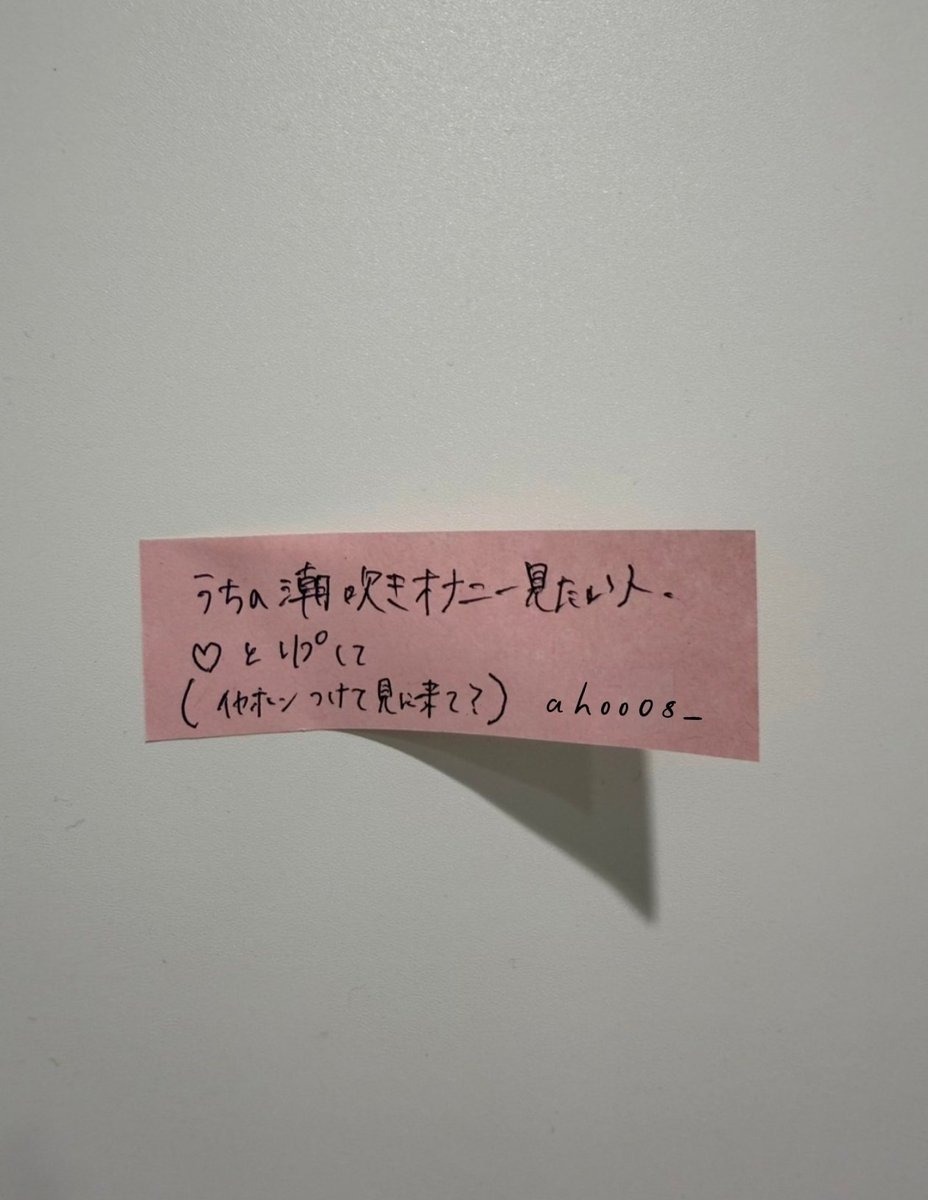 うちの潮吹きオナニー見たい人、
♡とリプして
(イヤホンつけて見に来て?) ahooos_